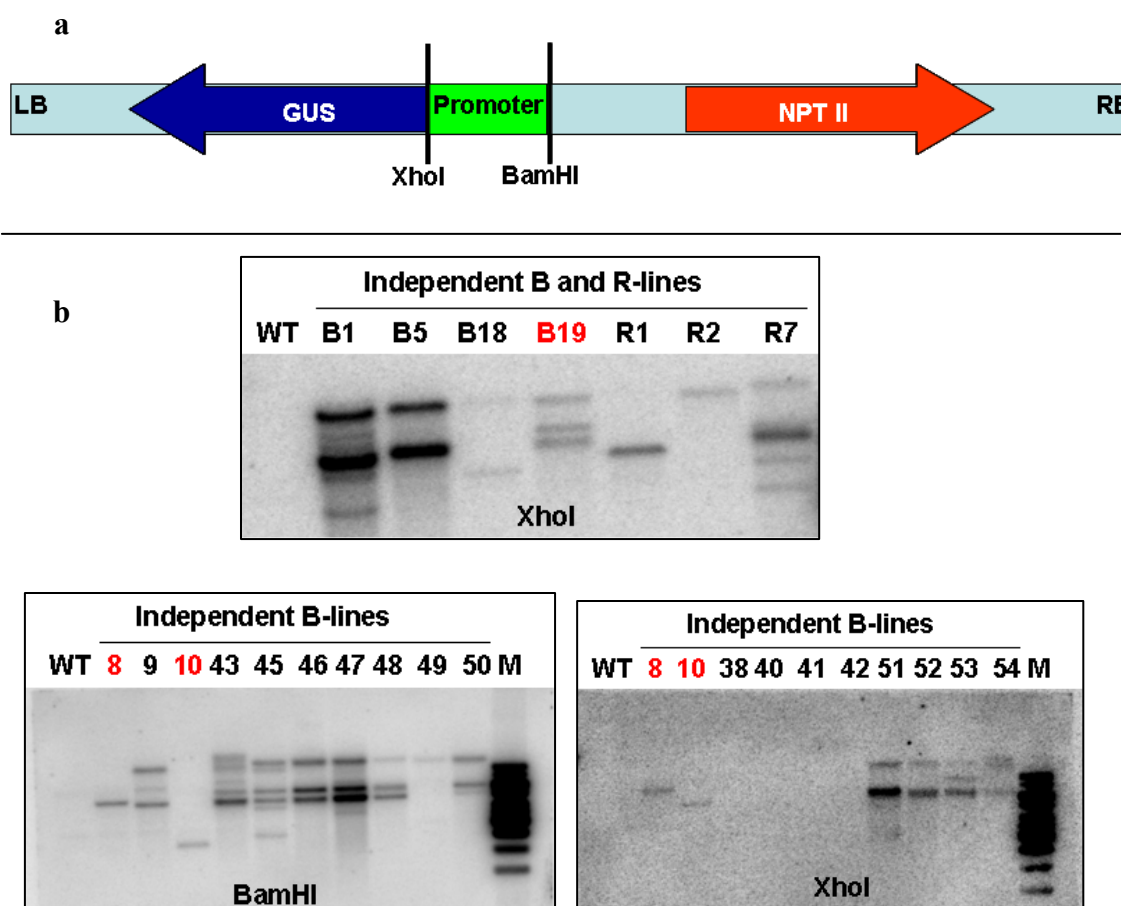 a
LB GUS Promoter NPT II
XhoI BamHI
b
Independent B and R-lines
WT B1 B5 B18 B19 R1 R2 R7
XhoI
Independent B-lines
WT 8 9 10 43 45 46 47 48 49 50 M
BamHI
Independent B-lines
WT 8 10 38 40 41 42 51 52 53 54 M
XhoI